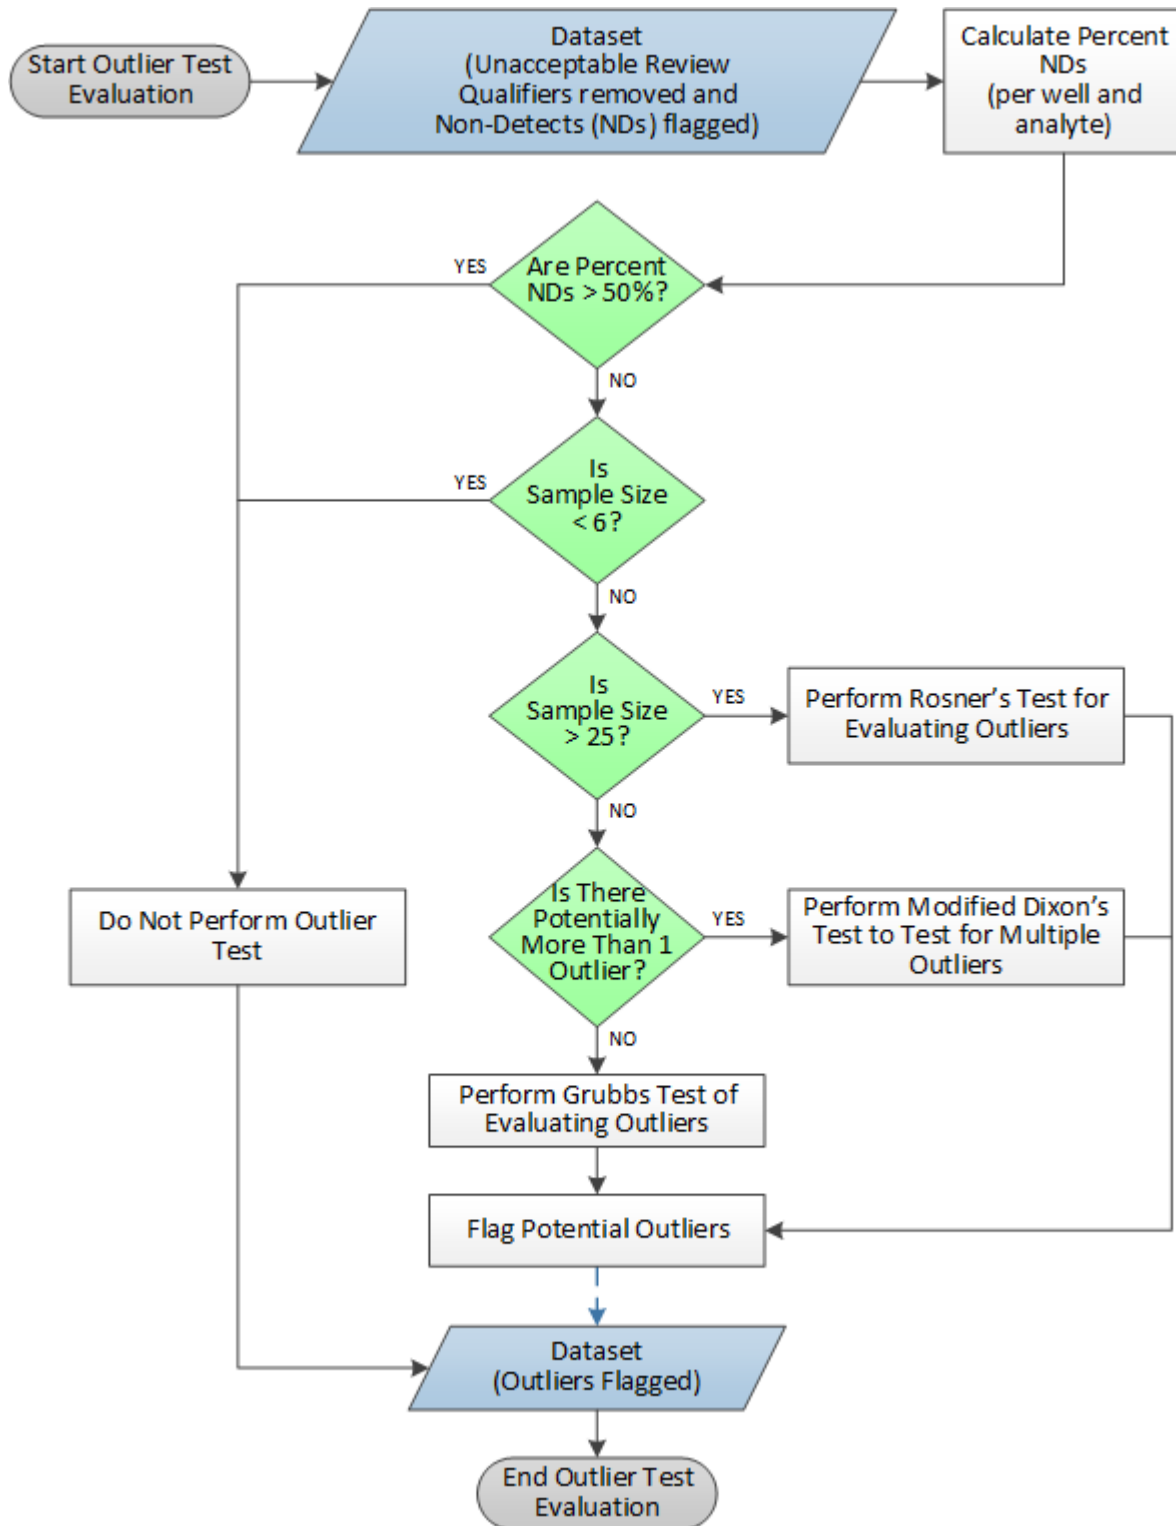 Start Outlier Test
Evaluation
Dataset
(Unacceptable Review
Qualifiers removed and
Non-Detects (NDs) flagged)
Calculate Percent
NDs
(per well and
analyte)
YES
Are Percent
NDs > 50%?
NO
YES
Is
Sample Size
< 6?
NO
Is
Sample Size
> 25?
YES
Perform Rosner's Test for
Evaluating Outliers
NO
Do Not Perform Outlier
Test
Is There
Potentially
More Than 1
Outlier?
YES
Perform Modified Dixon's
Test to Test for Multiple
Outliers
NO
Perform Grubbs Test of
Evaluating Outliers
Flag Potential Outliers
Dataset
(Outliers Flagged)
End Outlier Test
Evaluation